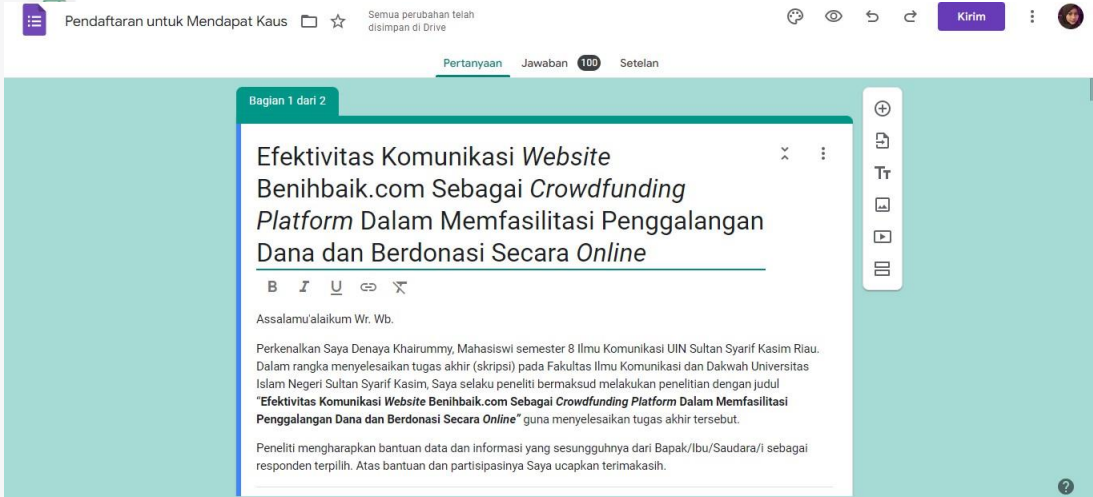 Pendaftaran untuk Mendapat Kaus
Semua perubahan telah
disimpan di Drive
Kirim
Pertanyaan Jawaban 100 Setelan
Bagian 1 dari 2
Efektivitas Komunikasi Website
Benihbaik.com Sebagai Crowdfunding
Platform Dalam Memfasilitasi Penggalangan
Dana dan Berdonasi Secara Online
B I U
Assalamu'alaikum Wr. Wb.
Perkenalkan Saya Denaya Khairummy, Mahasiswi semester 8 Ilmu Komunikasi UIN Sultan Syarif Kasim Riau.
Dalam rangka menyelesaikan tugas akhir (skripsi) pada Fakultas Ilmu Komunikasi dan Dakwah Universitas
Islam Negeri Sultan Syarif Kasim, Saya selaku peneliti bermaksud melakukan penelitian dengan judul
"Efektivitas Komunikasi Website Benihbaik.com Sebagai Crowdfunding Platform Dalam Memfasilitasi
Penggalangan Dana dan Berdonasi Secara Online" guna menyelesaikan tugas akhir tersebut.
Peneliti mengharapkan bantuan data dan informasi yang sesungguhnya dari Bapak/Ibu/Saudara/i sebagai
responden terpilih. Atas bantuan dan partisipasinya Saya ucapkan terimakasih.
Tт